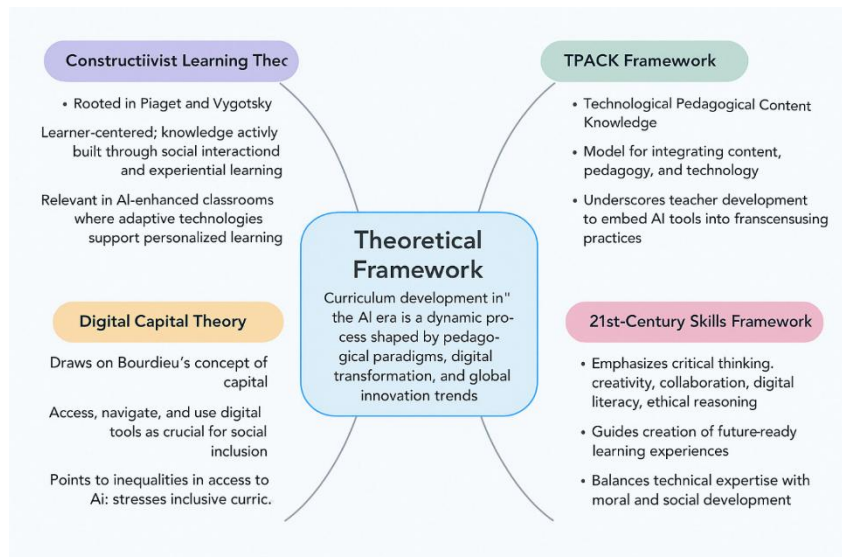 Constructiivist Learning Thec
• Rooted in Piaget and Vygotsky
Learner-centered; knowledge activly
built through social interactiond
and experiential learning
Relevant in AI-enhanced classrooms
where adaptive technologies
support personalized learning
TPACK Framework
• Technological Pedagogical Content
Knowledge
• Model for integrating content,
pedagogy, and technology
• Underscores teacher development
to embed AI tools into franscensusing
practices
Theoretical
Framework
Curriculum development in"
the AI era is a dynamic pro-
cess shaped by pedago-
gical paradigms, digital
transformation, and global
innovation trends
Digital Capital Theory
Draws on Bourdieu's concept of
capital
Access, navigate, and use digital
tools as crucial for social
inclusion
Points to inequalities in access to
Ai: stresses inclusive curric.
21st-Century Skills Framework
• Emphasizes critical thinking.
creativity, collaboration, digital
literacy, ethical reasoning
• Guides creation of future-ready
learning experiences
• Balances technical expertise with
moral and social development